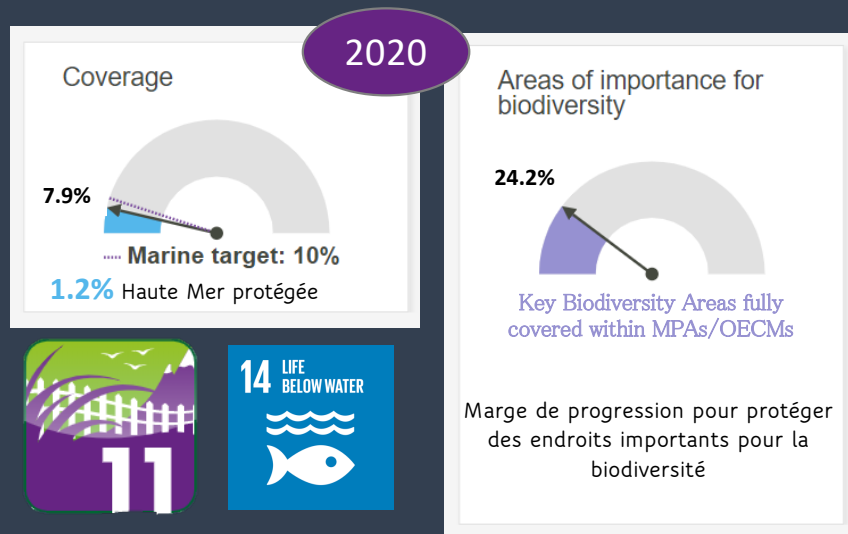 2020
Coverage
7.9%
Marine target: 10%
1.2% Haute Mer protégée
Areas of importance for
biodiversity
24.2%
Key Biodiversity Areas fully
covered within MPAs/OECMs
Marge de progression pour protéger
des endroits importants pour la
biodiversité
11
14 LIFE
BELOW WATER